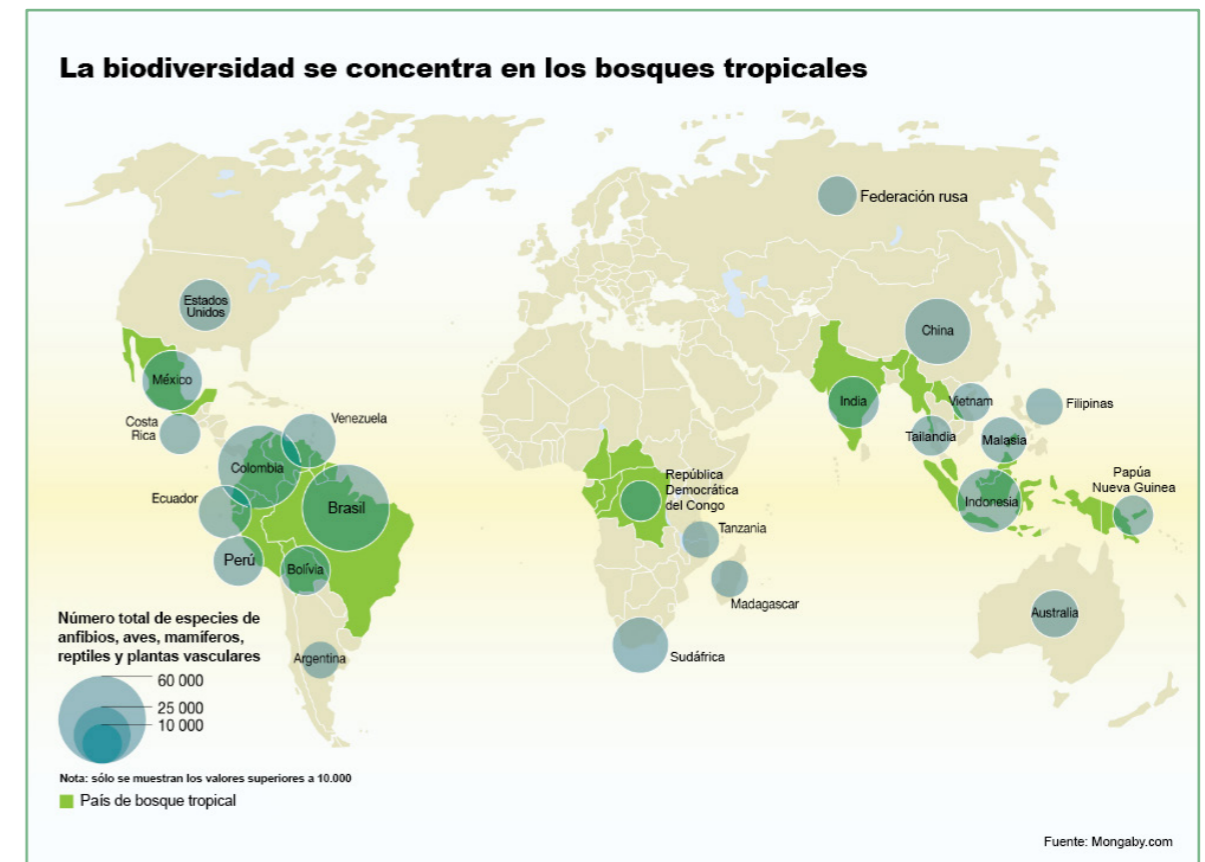 La biodiversidad se concentra en los bosques tropicales
Federación rusa
Estados
Unidos
China
México
India
Vietnam
Filipinas
Costa
Rica
Venezuela
Tailandia
Malasia
Colombia
República
Democrática
del Congo
Papúa
Nueva Guinea
Ecuador
Brasil
Indonesia
Tanzania
Perú
Bolívia
Madagascar
Australia
Número total de especies de
anfibios, aves, mamíferos,
reptiles y plantas vasculares
Argentina
Sudáfrica
60 000
25 000
10 000
Nota: sólo se muestran los valores superiores a 10.000
País de bosque tropical
Fuente: Mongaby.com